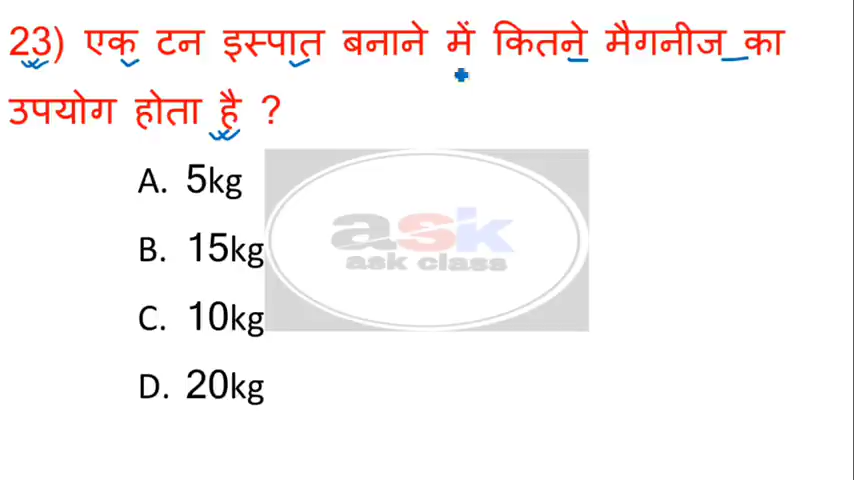 23) एक टन इस्पात बनाने में कितने मैगनीज का
उपयोग होता है ?
A. 5kg
B. 15kg
C. 10kg
D. 20kg
ask
ask class